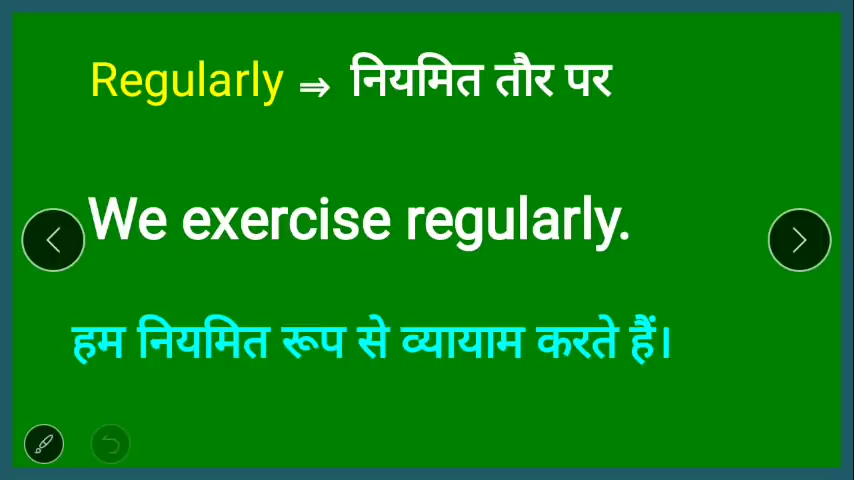 Regularly ⇒ नियमित तौर पर
We exercise regularly.
हम नियमित रूप से व्यायाम करते हैं।